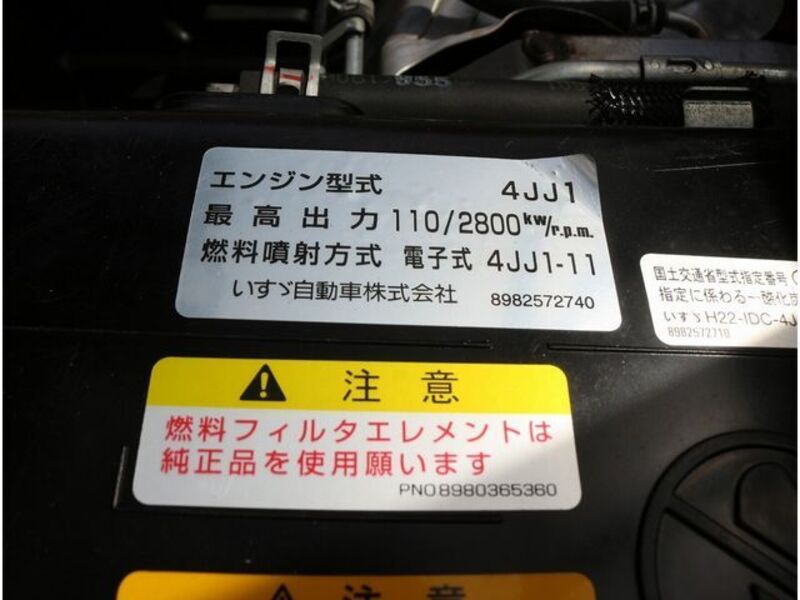 エンジン型式 4JJ1
最高出力 110/2800kw/r.p.m.
燃料噴射方式 電子式 4JJ1-11
いすゞ自動車株式会社 8982572740
国土交通省型式指定番号
指定に係わる一酸化炭
いすゞH22-IDC-4J
8982572710
注意
燃料フィルタエレメントは
純正品を使用願います
PNO8980365360
注意